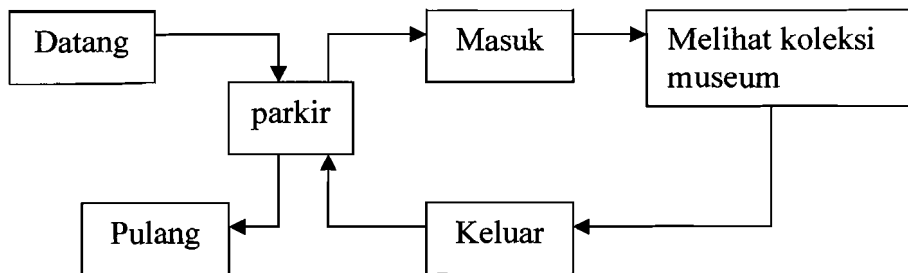 Datang
Masuk
Melihat koleksi
museum
parkir
Pulang
Keluar